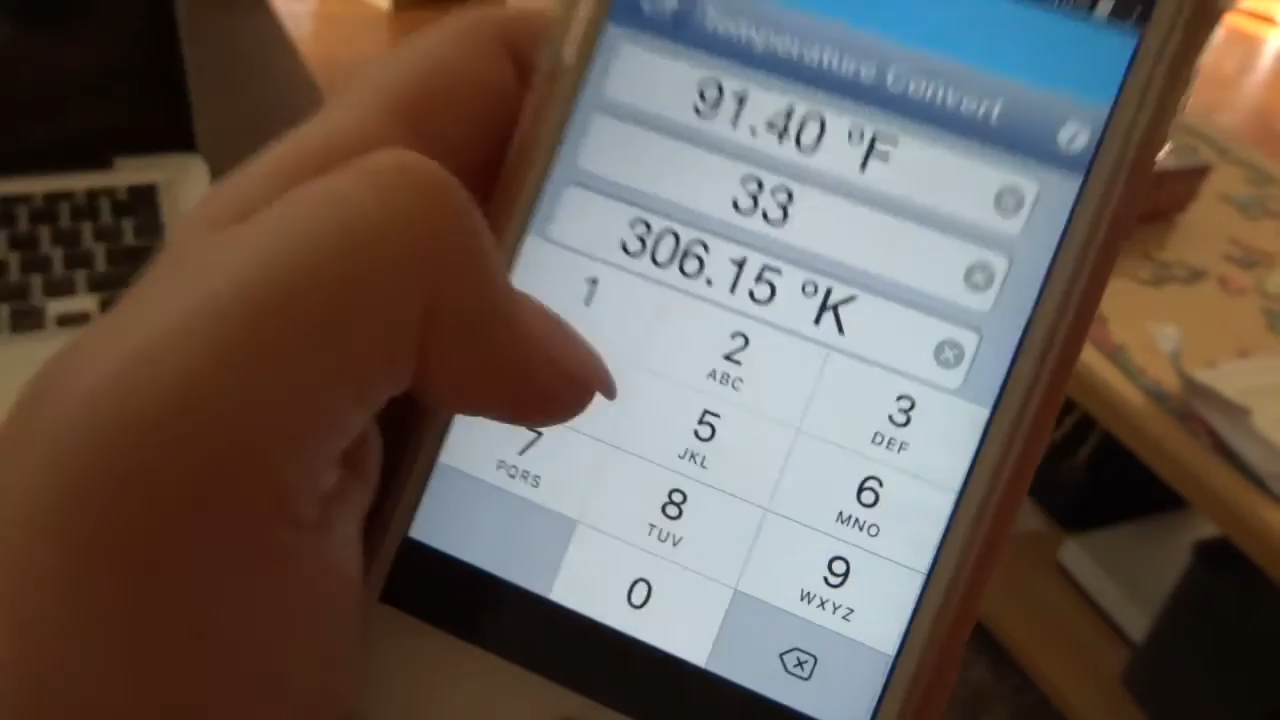 Temperature Convert
91.40 °F
33
306.15 °K
1
2
ABC
3
DEF
5
JKL
6
MNO
7
PQRS
8
TUV
9
WXYZ
0